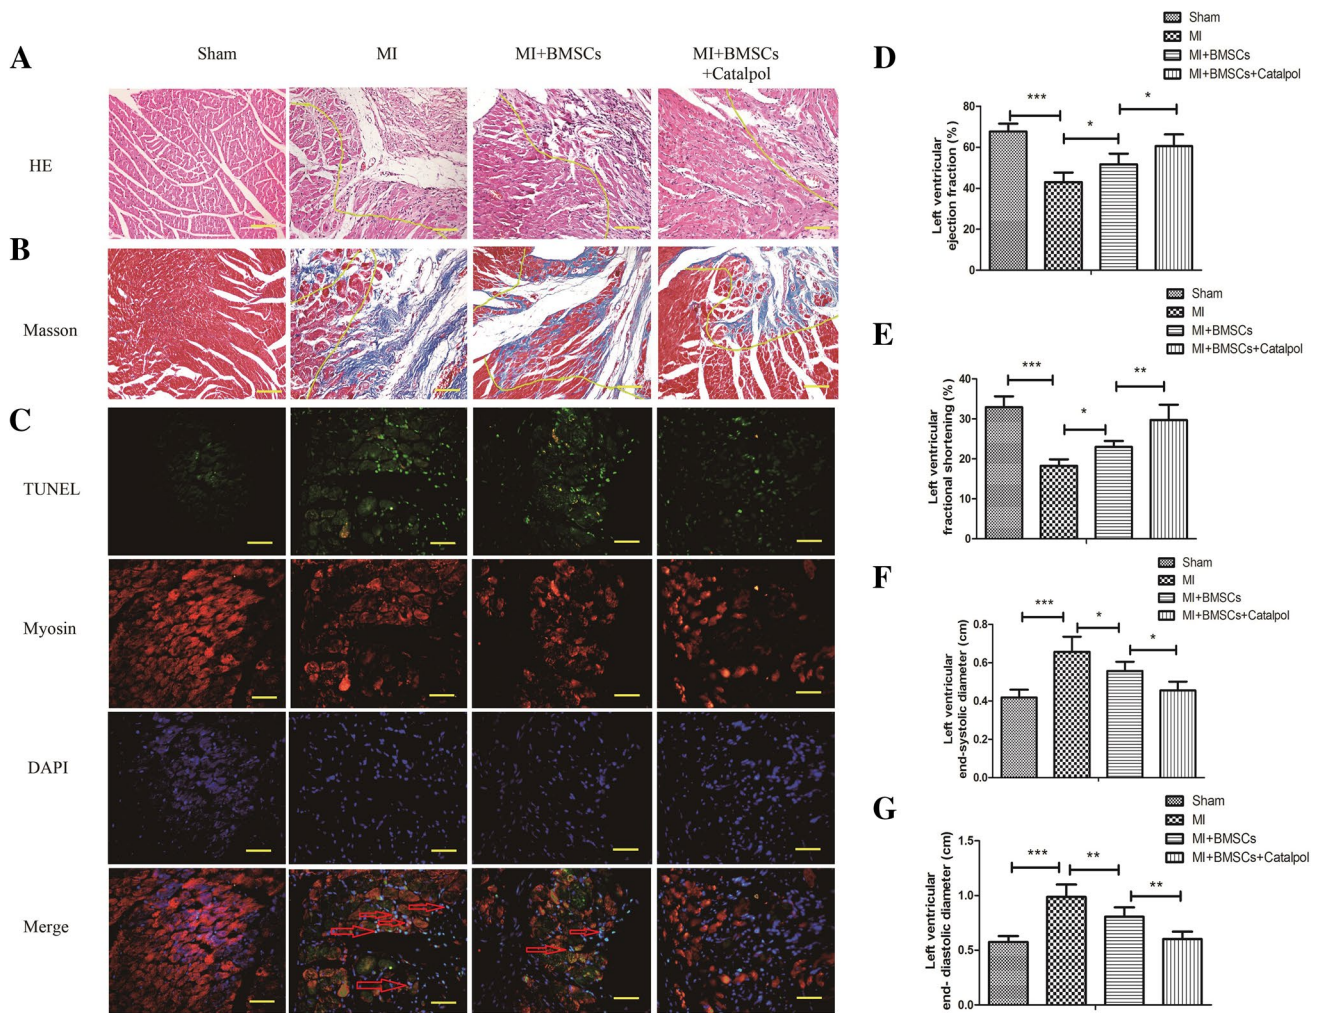 A
Sham
MI
MI+BMSCs
MI+BMSCs
+Catalpol
HE
B
Masson
C
TUNEL
Myosin
DAPI
Merge
D
Sham
MI
MI+BMSCs
MI+BMSCs+Catalpol
Left ventricular
ejection fraction (%)
80
60
40
20
0
***
*
*
E
Sham
MI
MI+BMSCs
MI+BMSCs+Catalpol
Left ventricular
fractional shortening (%)
40
30
20
10
0
***
*
**
F
Sham
MI
MI+BMSCs
MI+BMSCs+Catalpol
Left ventricular
end-systolic diameter (cm)
0.8
0.6
0.4
0.2
0.0
***
*
*
G
Sham
MI
MI+BMSCs
MI+BMSCs+Catalpol
Left ventricular
end- diastolic diameter (cm)
1.5
1.0
0.5
0.0
***
**
**